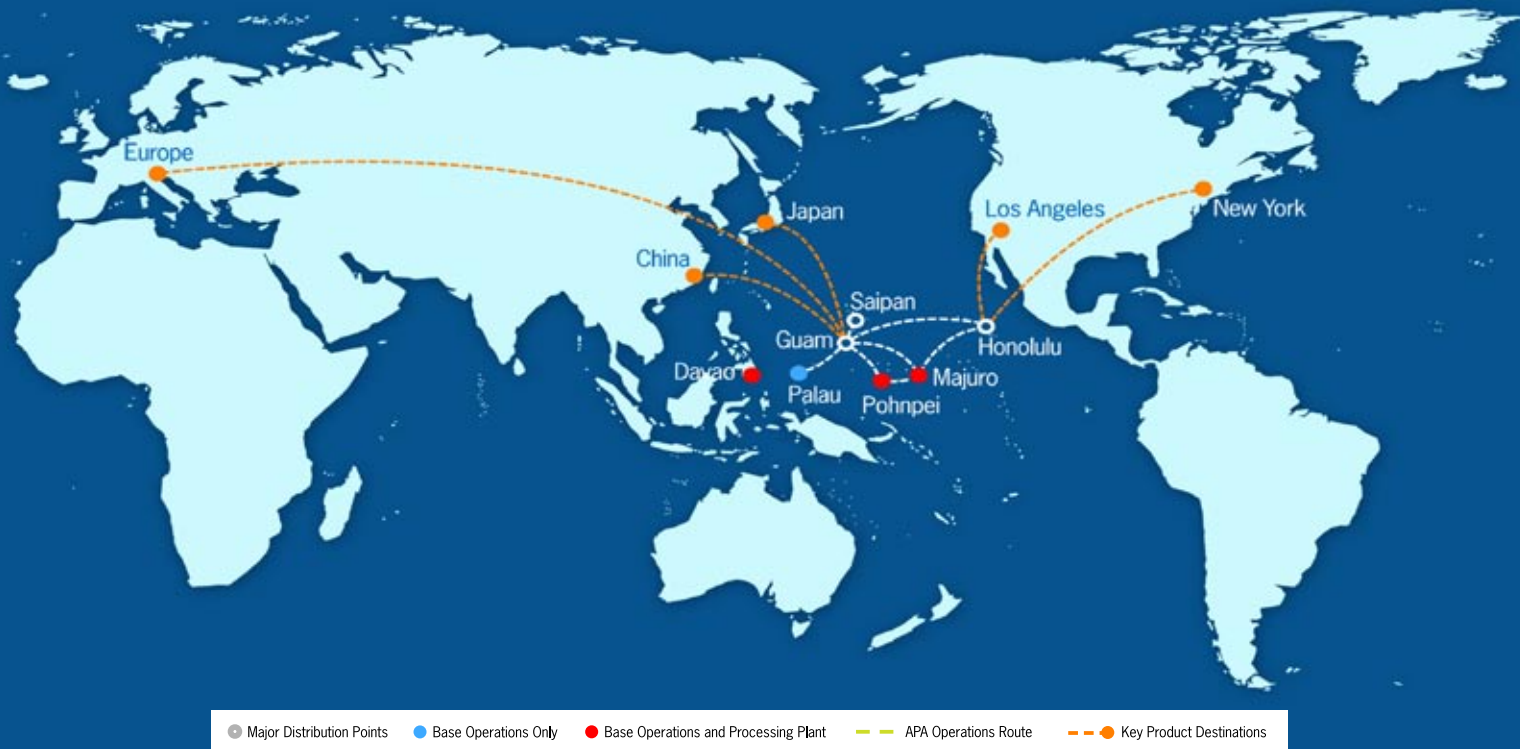 Europe
Japan
China
Los Angeles
New York
Saipan
Guam
Honolulu
Davao
Palau
Pohnpei
Majuro
Major Distribution Points
Base Operations Only
Base Operations and Processing Plant
APA Operations Route
Key Product Destinations